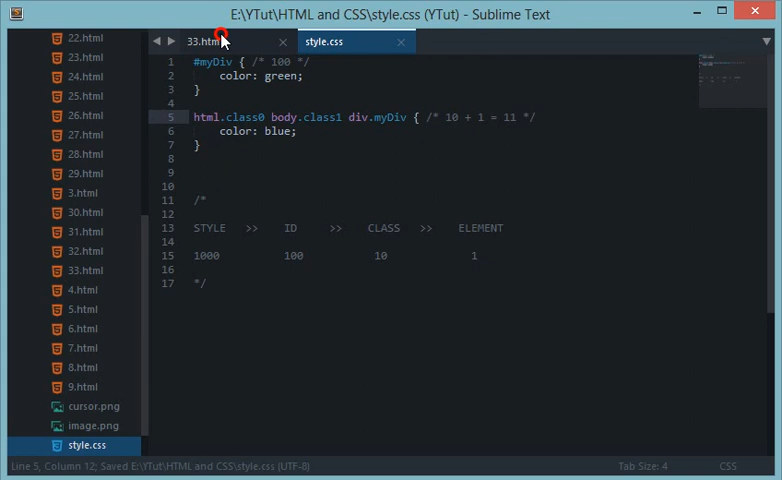 E:\YTut\HTML and CSS\style.css (YTut) - Sublime Text
33.htm
style.css
22.html
23.html
24.html
25.html
26.html
27.html
28.html
29.html
3.html
30.html
31.html
32.html
33.html
4.html
5.html
6.html
7.html
8.html
9.html
cursor.png
image.png
style.css
1 #myDiv { /* 100 */
2 color: green;
3 }
4
5 html.class0 body.class1 div.myDiv { /* 10 + 1 = 11 */
6 color: blue;
7 }
8
9
10
11 /*
12
13 STYLE >> ID >> CLASS >> ELEMENT
14
15 1000 100 10 1
16
17 */
Line 5, Column 12; Saved E:\YTut\HTML and CSS\style.css (UTF-8)
Tab Size: 4
CSS